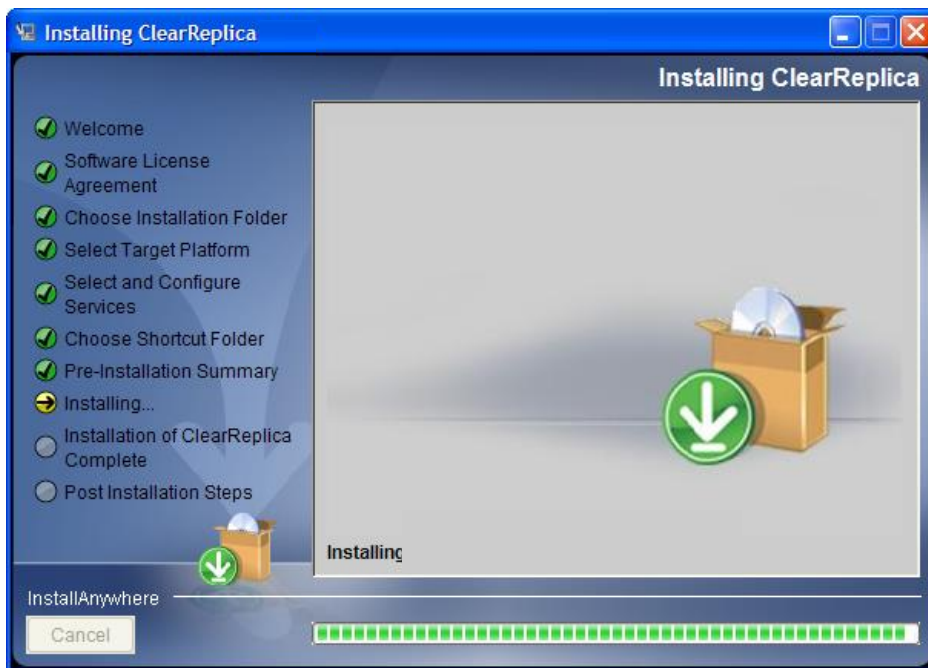 Installing ClearReplica
Installing ClearReplica
Welcome
Software License
Agreement
Choose Installation Folder
Select Target Platform
Select and Configure
Services
Choose Shortcut Folder
Pre-Installation Summary
Installing...
Installation of ClearReplica
Complete
Post Installation Steps
Installing
InstallAnywhere
Cancel